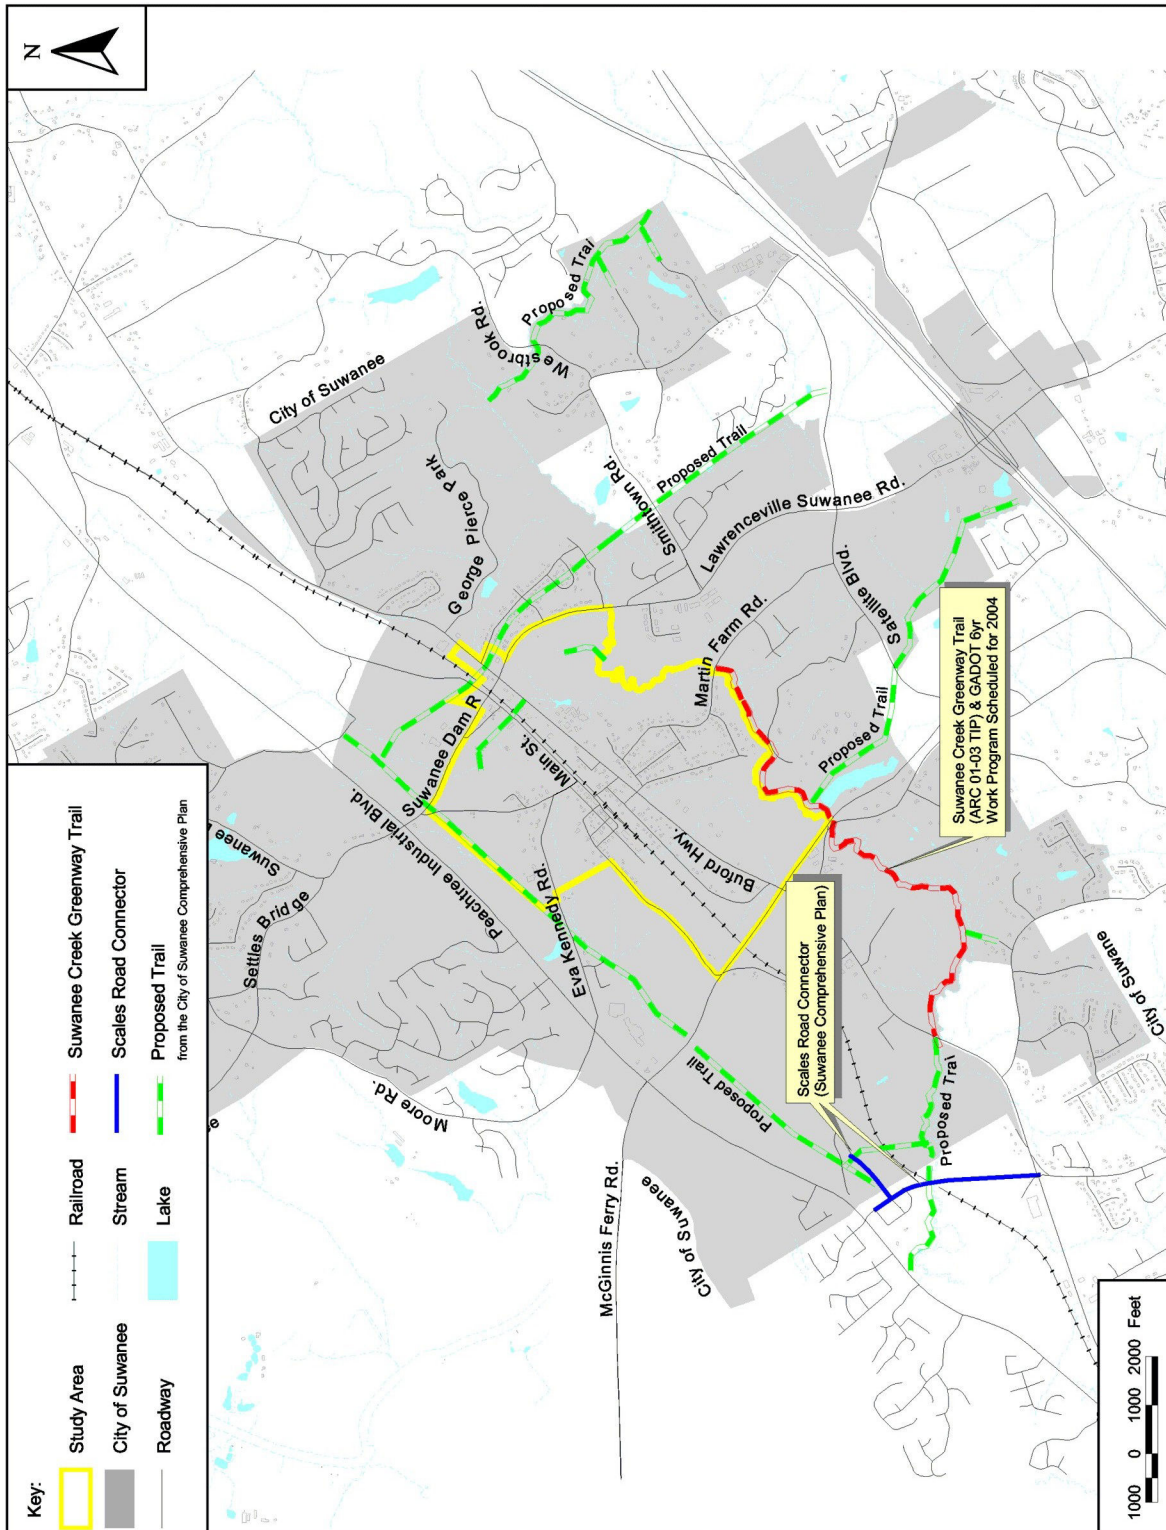 N
Key:
Study Area
City of Suwanee
Roadway
Railroad
Stream
Lake
Suwanee Creek Greenway Trail
Scales Road Connector
Proposed Trail
from the City of Suwanee Comprehensive Plan
City of Suwanee
Westbrook Rd.
Proposed Trail
George Pierce Park
Smithtown Rd.
Proposed Trail
Lawrenceville Suwanee Rd.
Suwanee Dam R
Main St.
Martin Farm Rd.
Satellite Blvd.
Proposed Trail
Settles Bridge
Suwanee
Peachtree Industrial Blvd.
Eva Kennedy Rd.
Buford Hwy.
Moore Rd.
Proposed Trail
McGinnis Ferry Rd.
City of Suwanee
Scales Road Connector
(Suwanee Comprehensive Plan)
Suwanee Creek Greenway Trail
(ARC 01-03 TIP) & GADOT 6yr
Work Program Scheduled for 2004
Proposed Trai
City of Suwane
1000 0 1000 2000 Feet